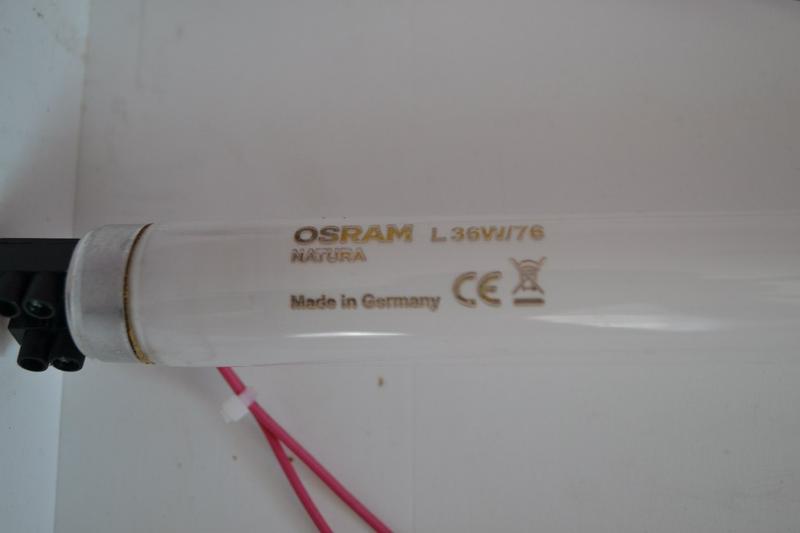 OSRAM L 36W/76
NATURA
Made in Germany CE